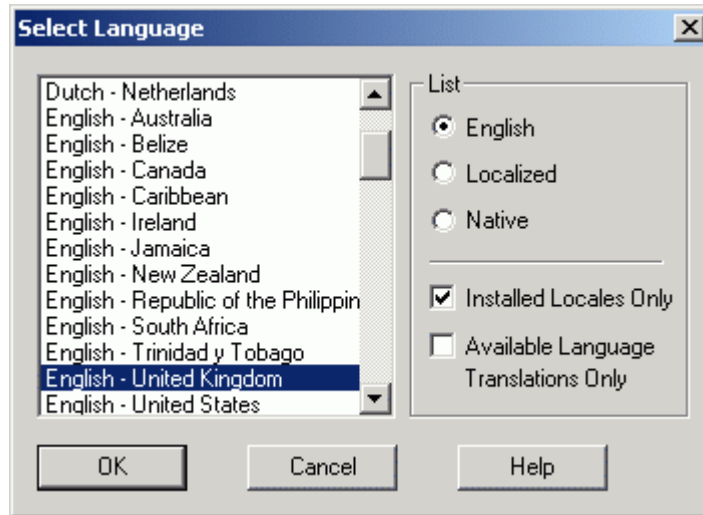 Select Language
Dutch - Netherlands
English - Australia
English - Belize
English - Canada
English - Caribbean
English - Ireland
English - Jamaica
English - New Zealand
English - Republic of the Philippin
English - South Africa
English - Trinidad y Tobago
English - United Kingdom
English - United States
List
English
Localized
Native
Installed Locales Only
Available Language
Translations Only
OK
Cancel
Help